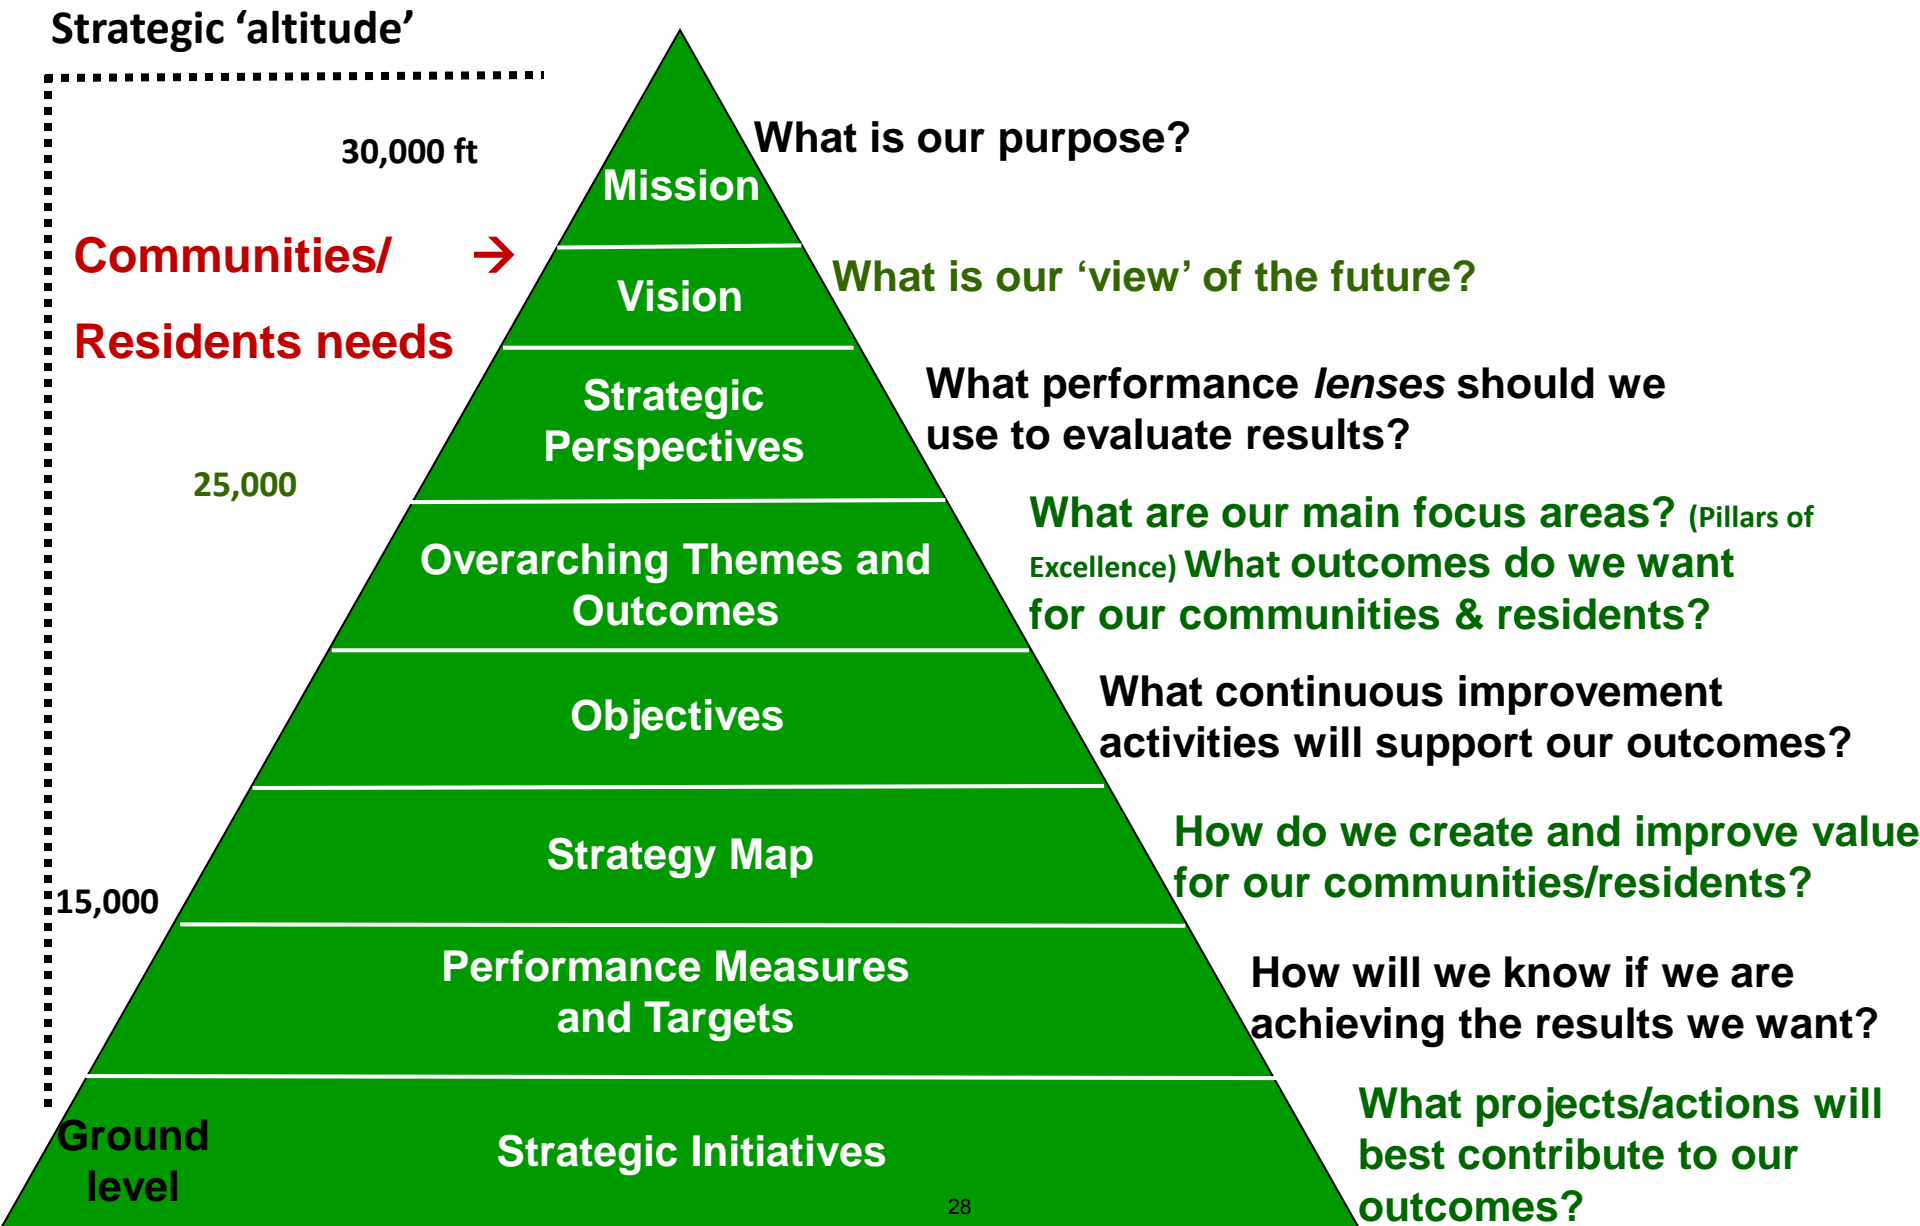 Strategic ‘altitude’
30,000 ft
What is our purpose?
Mission
Communities/ →
Residents needs
Vision
What is our ‘view’ of the future?
Strategic
Perspectives
What performance lenses should we
use to evaluate results?
25,000
Overarching Themes and
Outcomes
What are our main focus areas? (Pillars of
Excellence) What outcomes do we want
for our communities & residents?
Objectives
What continuous improvement
activities will support our outcomes?
Strategy Map
How do we create and improve value
for our communities/residents?
15,000
Performance Measures
and Targets
How will we know if we are
achieving the results we want?
Ground
level
Strategic Initiatives
What projects/actions will
best contribute to our
outcomes?
28